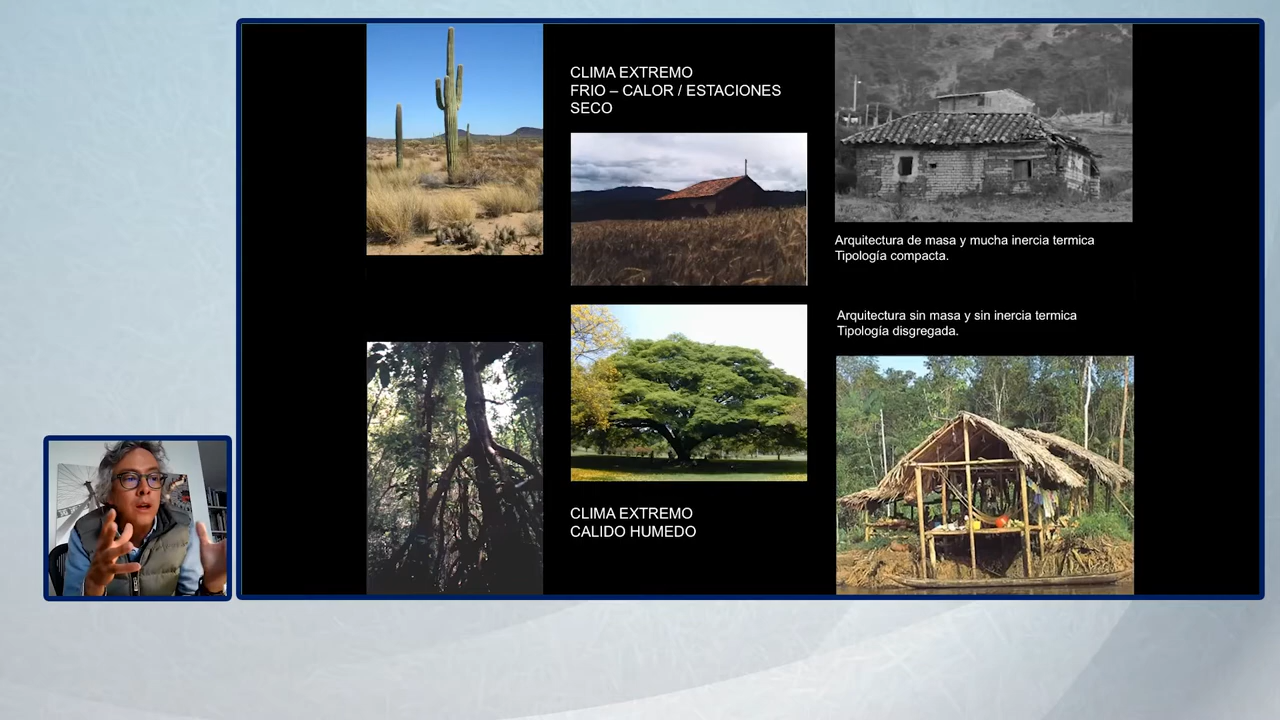 CLIMA EXTREMO
FRIO – CALOR / ESTACIONES
SECO
Arquitectura de masa y mucha inercia termica
Tipología compacta.
Arquitectura sin masa y sin inercia termica
Tipología disgregada.
CLIMA EXTREMO
CALIDO HUMEDO